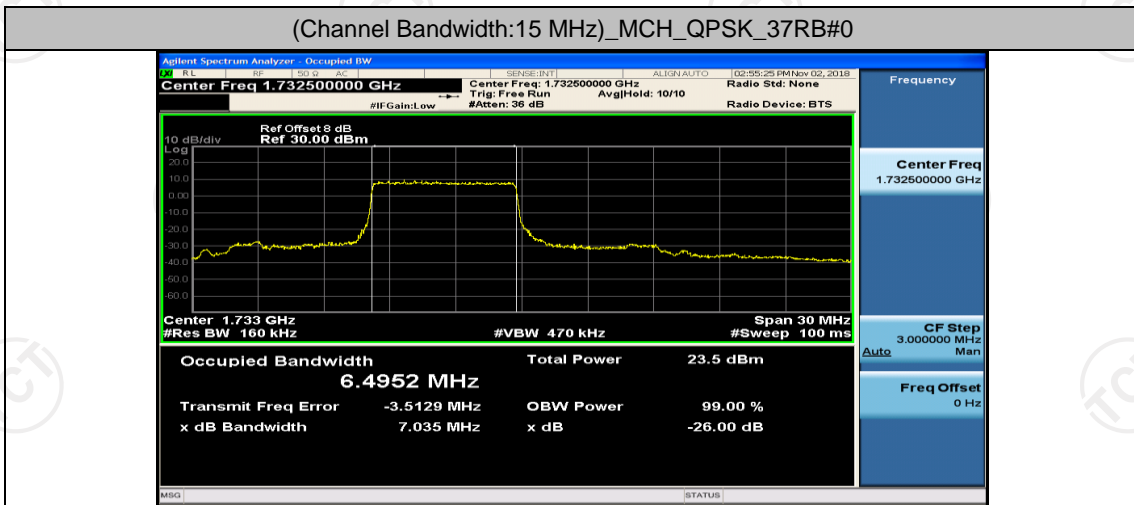 (Channel Bandwidth:15 MHz)_MCH_QPSK_37RB#0
Agilent Spectrum Analyzer - Occupied BW
LXI RL RF 50 Ω AC SENSE:INT ALIGN AUTO 02:55:25 PM Nov 02, 2018
Center Freq 1.732500000 GHz
Center Freq: 1.732500000 GHz
Radio Std: None
Trig: Free Run Avg|Hold: 10/10
#IFGain:Low #Atten: 36 dB Radio Device: BTS
Ref Offset 8 dB
10 dB/div Ref 30.00 dBm
Log
20.0
10.0
0.00
-10.0
-20.0
-30.0
-40.0
-50.0
-60.0
Center 1.733 GHz Span 30 MHz
#Res BW 160 kHz #VBW 470 kHz #Sweep 100 ms
Occupied Bandwidth Total Power 23.5 dBm
6.4952 MHz
Transmit Freq Error -3.5129 MHz OBW Power 99.00 %
x dB Bandwidth 7.035 MHz x dB -26.00 dB
MSG STATUS
Frequency
Center Freq
1.732500000 GHz
CF Step
3.000000 MHz
Auto Man
Freq Offset
0 Hz